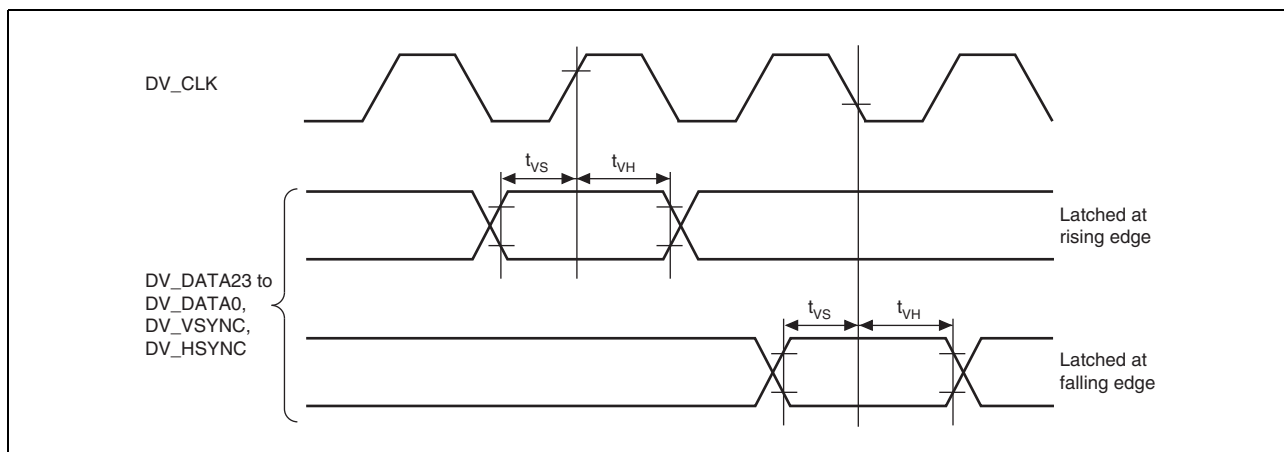 DV_CLK
tVS
tVH
Latched at
rising edge
DV_DATA23 to
DV_DATA0,
DV_VSYNC,
DV_HSYNC
tVS
tVH
Latched at
falling edge